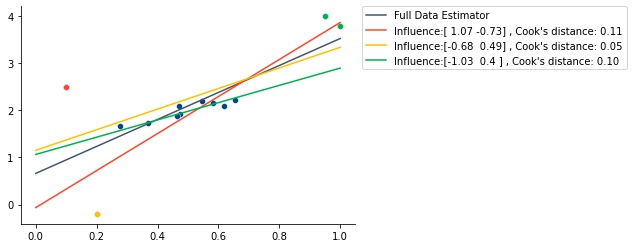 Full Data Estimator
Influence:[ 1.07 -0.73] , Cook's distance: 0.11
Influence:[-0.68  0.49] , Cook's distance: 0.05
Influence:[-1.03  0.4 ] , Cook's distance: 0.10
4
3
2
1
0
0.0 0.2 0.4 0.6 0.8 1.0